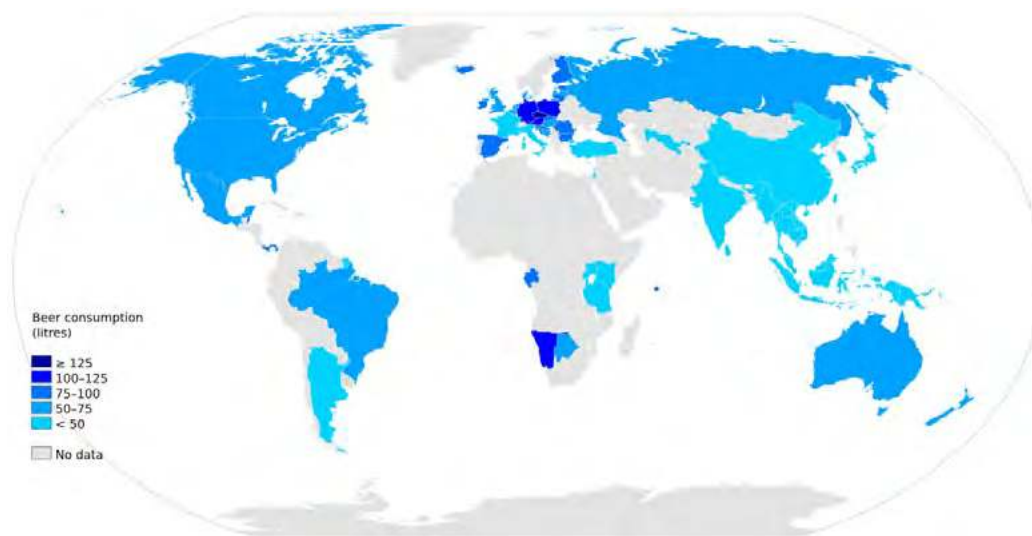 Beer consumption
(litres)
≥ 125
100–125
75–100
50–75
< 50
No data